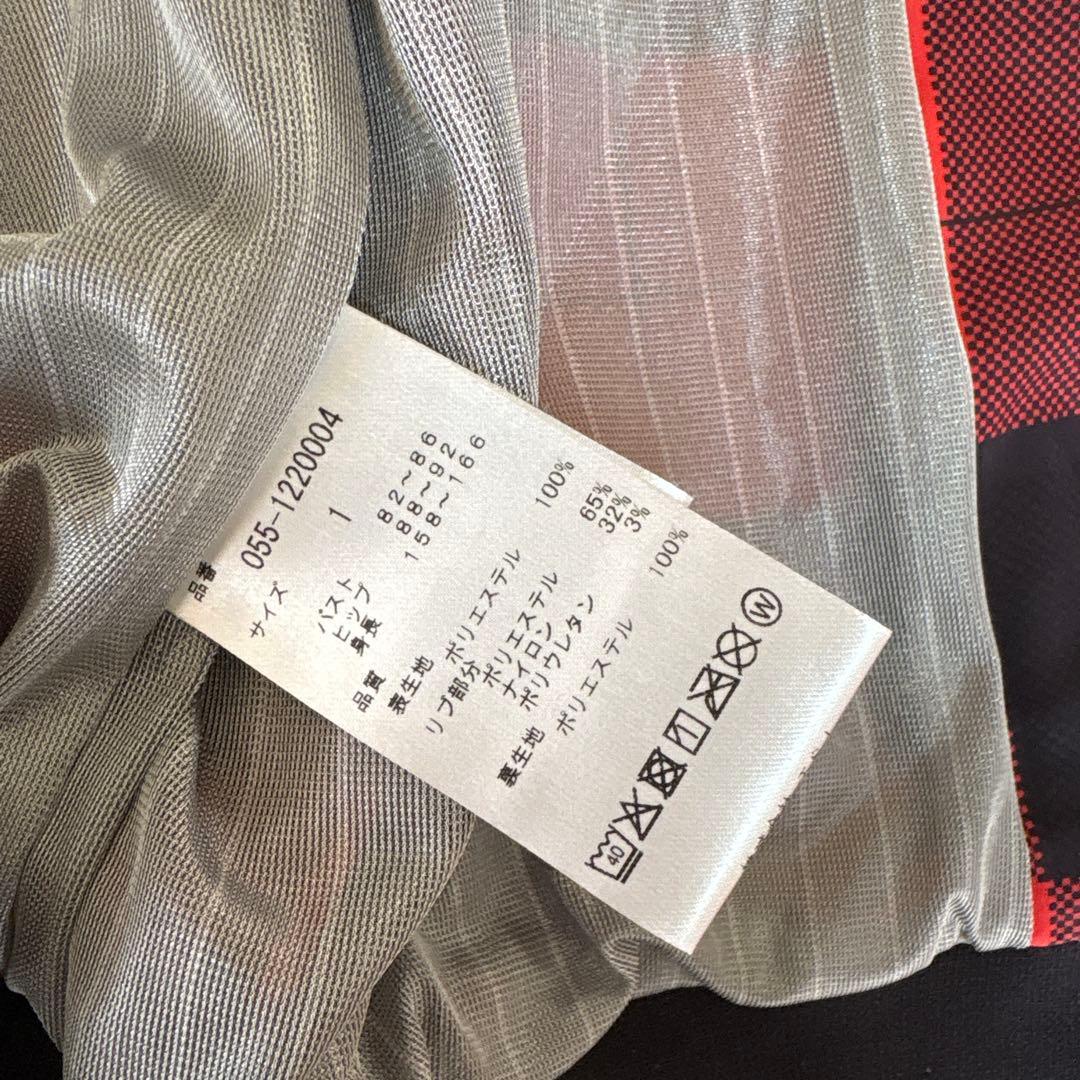 品番 055-1220004
サイズ 1
バスト 82~86
ヒップ 88~92
身長 158~166
品質
表生地 ポリエステル 100%
リブ部分 ポリエステル 65%
ナイロン 32%
ポリウレタン 3%
裏生地 ポリエステル 100%
40
W